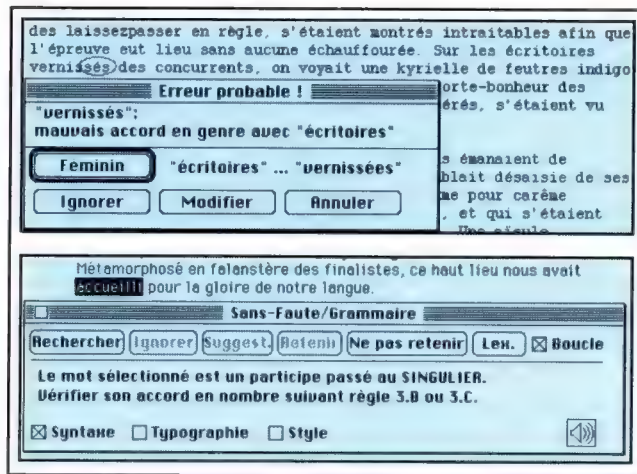 des laissezpasser en règle, s'étaient montrés intraitables afin que
l'épreuve eut lieu sans aucune échauffourée. Sur les écritoires
vernissés des concurrents, on voyait une kyrielle de feutres indigo
Erreur probable !
orte-bonheur des
"vernissés":
érés, s'étaient vu
mauvais accord en genre avec "écritoires"
Féminin
"écritoires" ... "vernissées"
s émanaient de
blait désaisie de ses
Ignorer
Modifier
Annuler
me pour carême
, et qui s'étaient
Une aïeule
Métamorphosé en falanstère des finalistes, ce haut lieu nous avait
accueilli pour la gloire de notre langue.
Sans-Faute/Grammaire
Rechercher Ignorer Suggest. Retenir Ne pas retenir Lex. Boucle
Le mot sélectionné est un participe passé au SINGULIER.
Vérifier son accord en nombre suivant règle 3.B ou 3.C.
Syntaxe Typographie Style